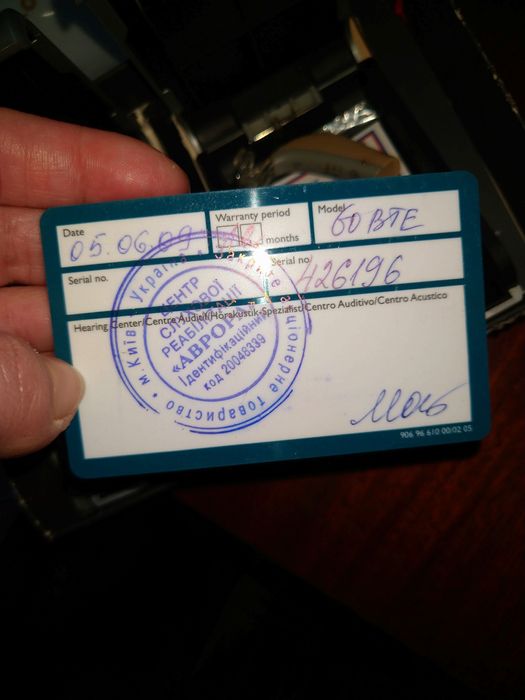 Date
05.06.09
Warranty period
months
Model
60 BTE
Serial no.
Serial no.
426196
Hearing Center/Centre Auditif/Hörakustik-Spezialist/Centro Auditivo/Centro Acustico
Україна * Закрите акціонерне товариство * м. Київ *
ЦЕНТР
СЛУХОВОЇ
РЕАБІЛІТАЦІЇ
«АВРОРА»
Ідентифікаційний
код 20048339
906 96 610 00/02 05